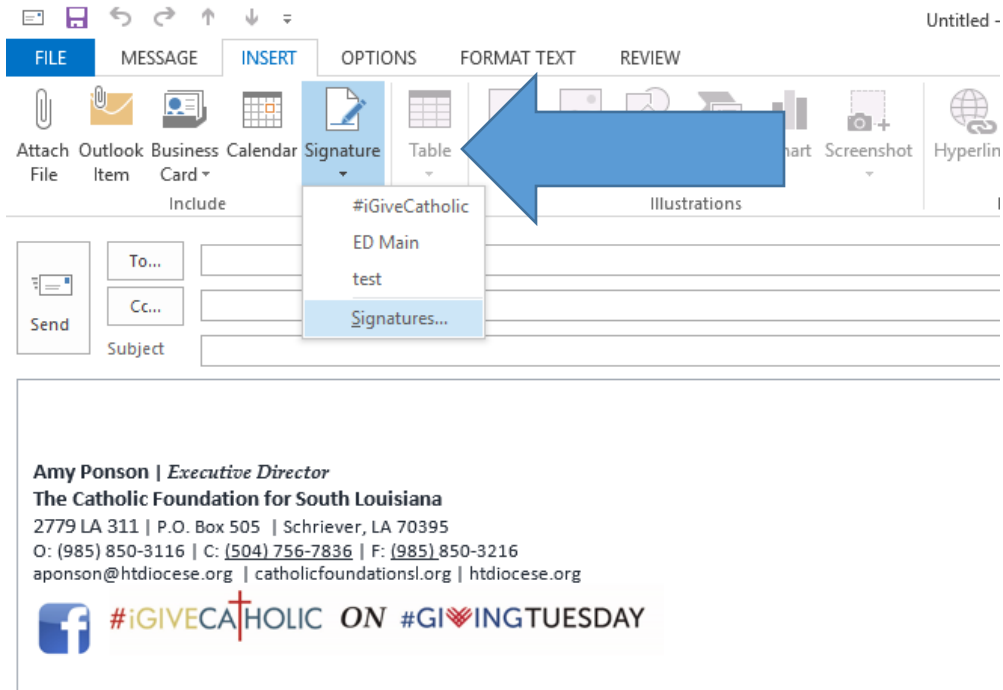 Untitled -
FILE MESSAGE INSERT OPTIONS FORMAT TEXT REVIEW
Attach File
Outlook Item
Business Card
Calendar
Signature
Table
Screenshot
Include
Illustrations
#iGiveCatholic
ED Main
test
Signatures...
Send
To...
Cc...
Subject
Amy Ponson | Executive Director
The Catholic Foundation for South Louisiana
2779 LA 311 | P.O. Box 505 | Schriever, LA 70395
O: (985) 850-3116 | C: (504) 756-7836 | F: (985) 850-3216
aponson@htdiocese.org | catholicfoundationsl.org | htdiocese.org
f #iGIVECATHOLIC ON #GIVINGTUESDAY